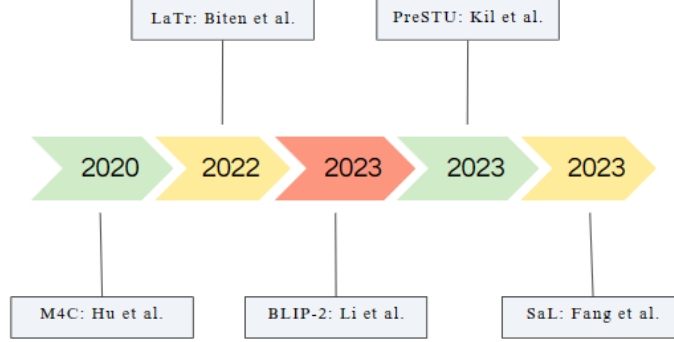 LaTr: Biten et al.
PreSTU: Kil et al.
2020
2022
2023
2023
2023
M4C: Hu et al.
BLIP-2: Li et al.
SaL: Fang et al.